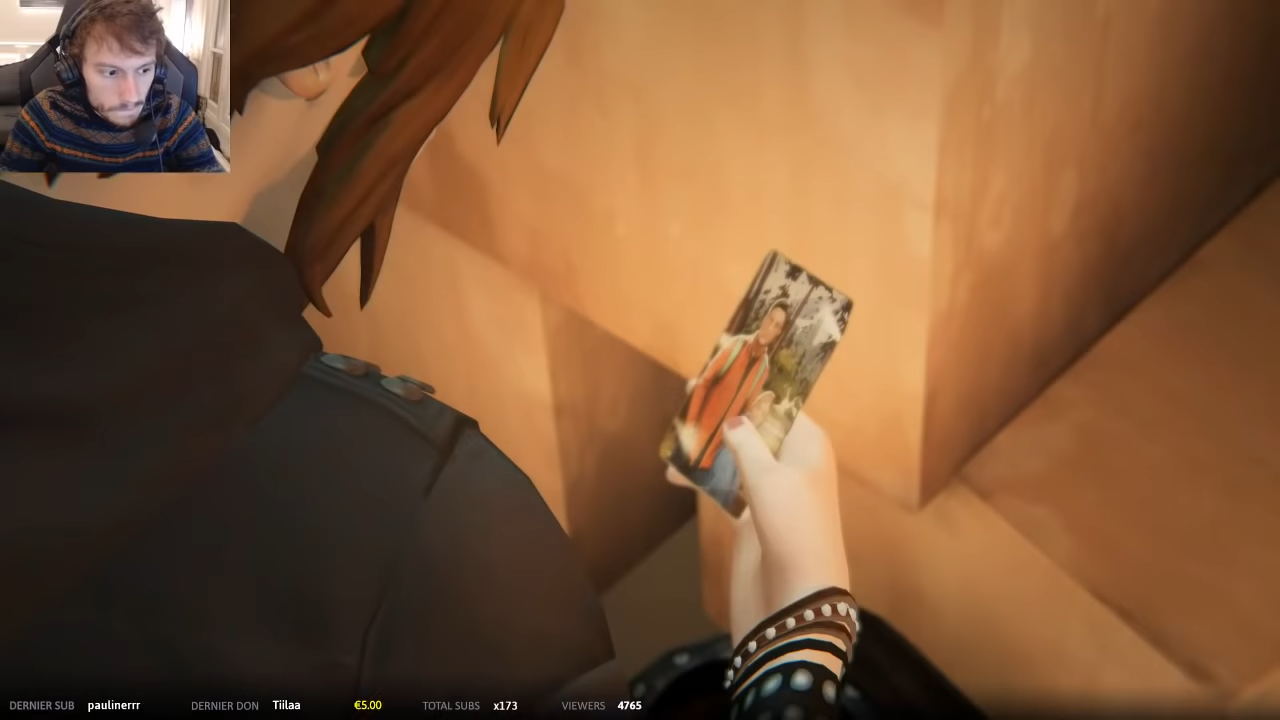 DERNIER SUB paulinerrr DERNIER DON Tiilaa €5.00 TOTAL SUBS x173 VIEWERS 4765